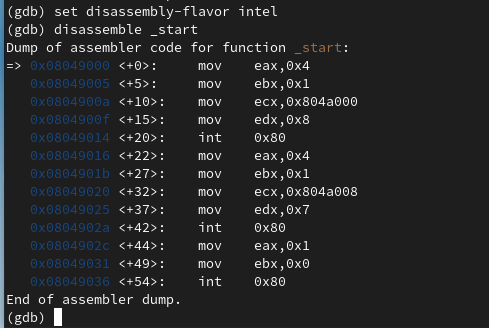 (gdb) set disassembly-flavor intel
(gdb) disassemble _start
Dump of assembler code for function _start:
=> 0x08049000 <+0>:     mov    eax,0x4
   0x08049005 <+5>:     mov    ebx,0x1
   0x0804900a <+10>:    mov    ecx,0x804a000
   0x0804900f <+15>:    mov    edx,0x8
   0x08049014 <+20>:    int    0x80
   0x08049016 <+22>:    mov    eax,0x4
   0x0804901b <+27>:    mov    ebx,0x1
   0x08049020 <+32>:    mov    ecx,0x804a008
   0x08049025 <+37>:    mov    edx,0x7
   0x0804902a <+42>:    int    0x80
   0x0804902c <+44>:    mov    eax,0x1
   0x08049031 <+49>:    mov    ebx,0x0
   0x08049036 <+54>:    int    0x80
End of assembler dump.
(gdb)